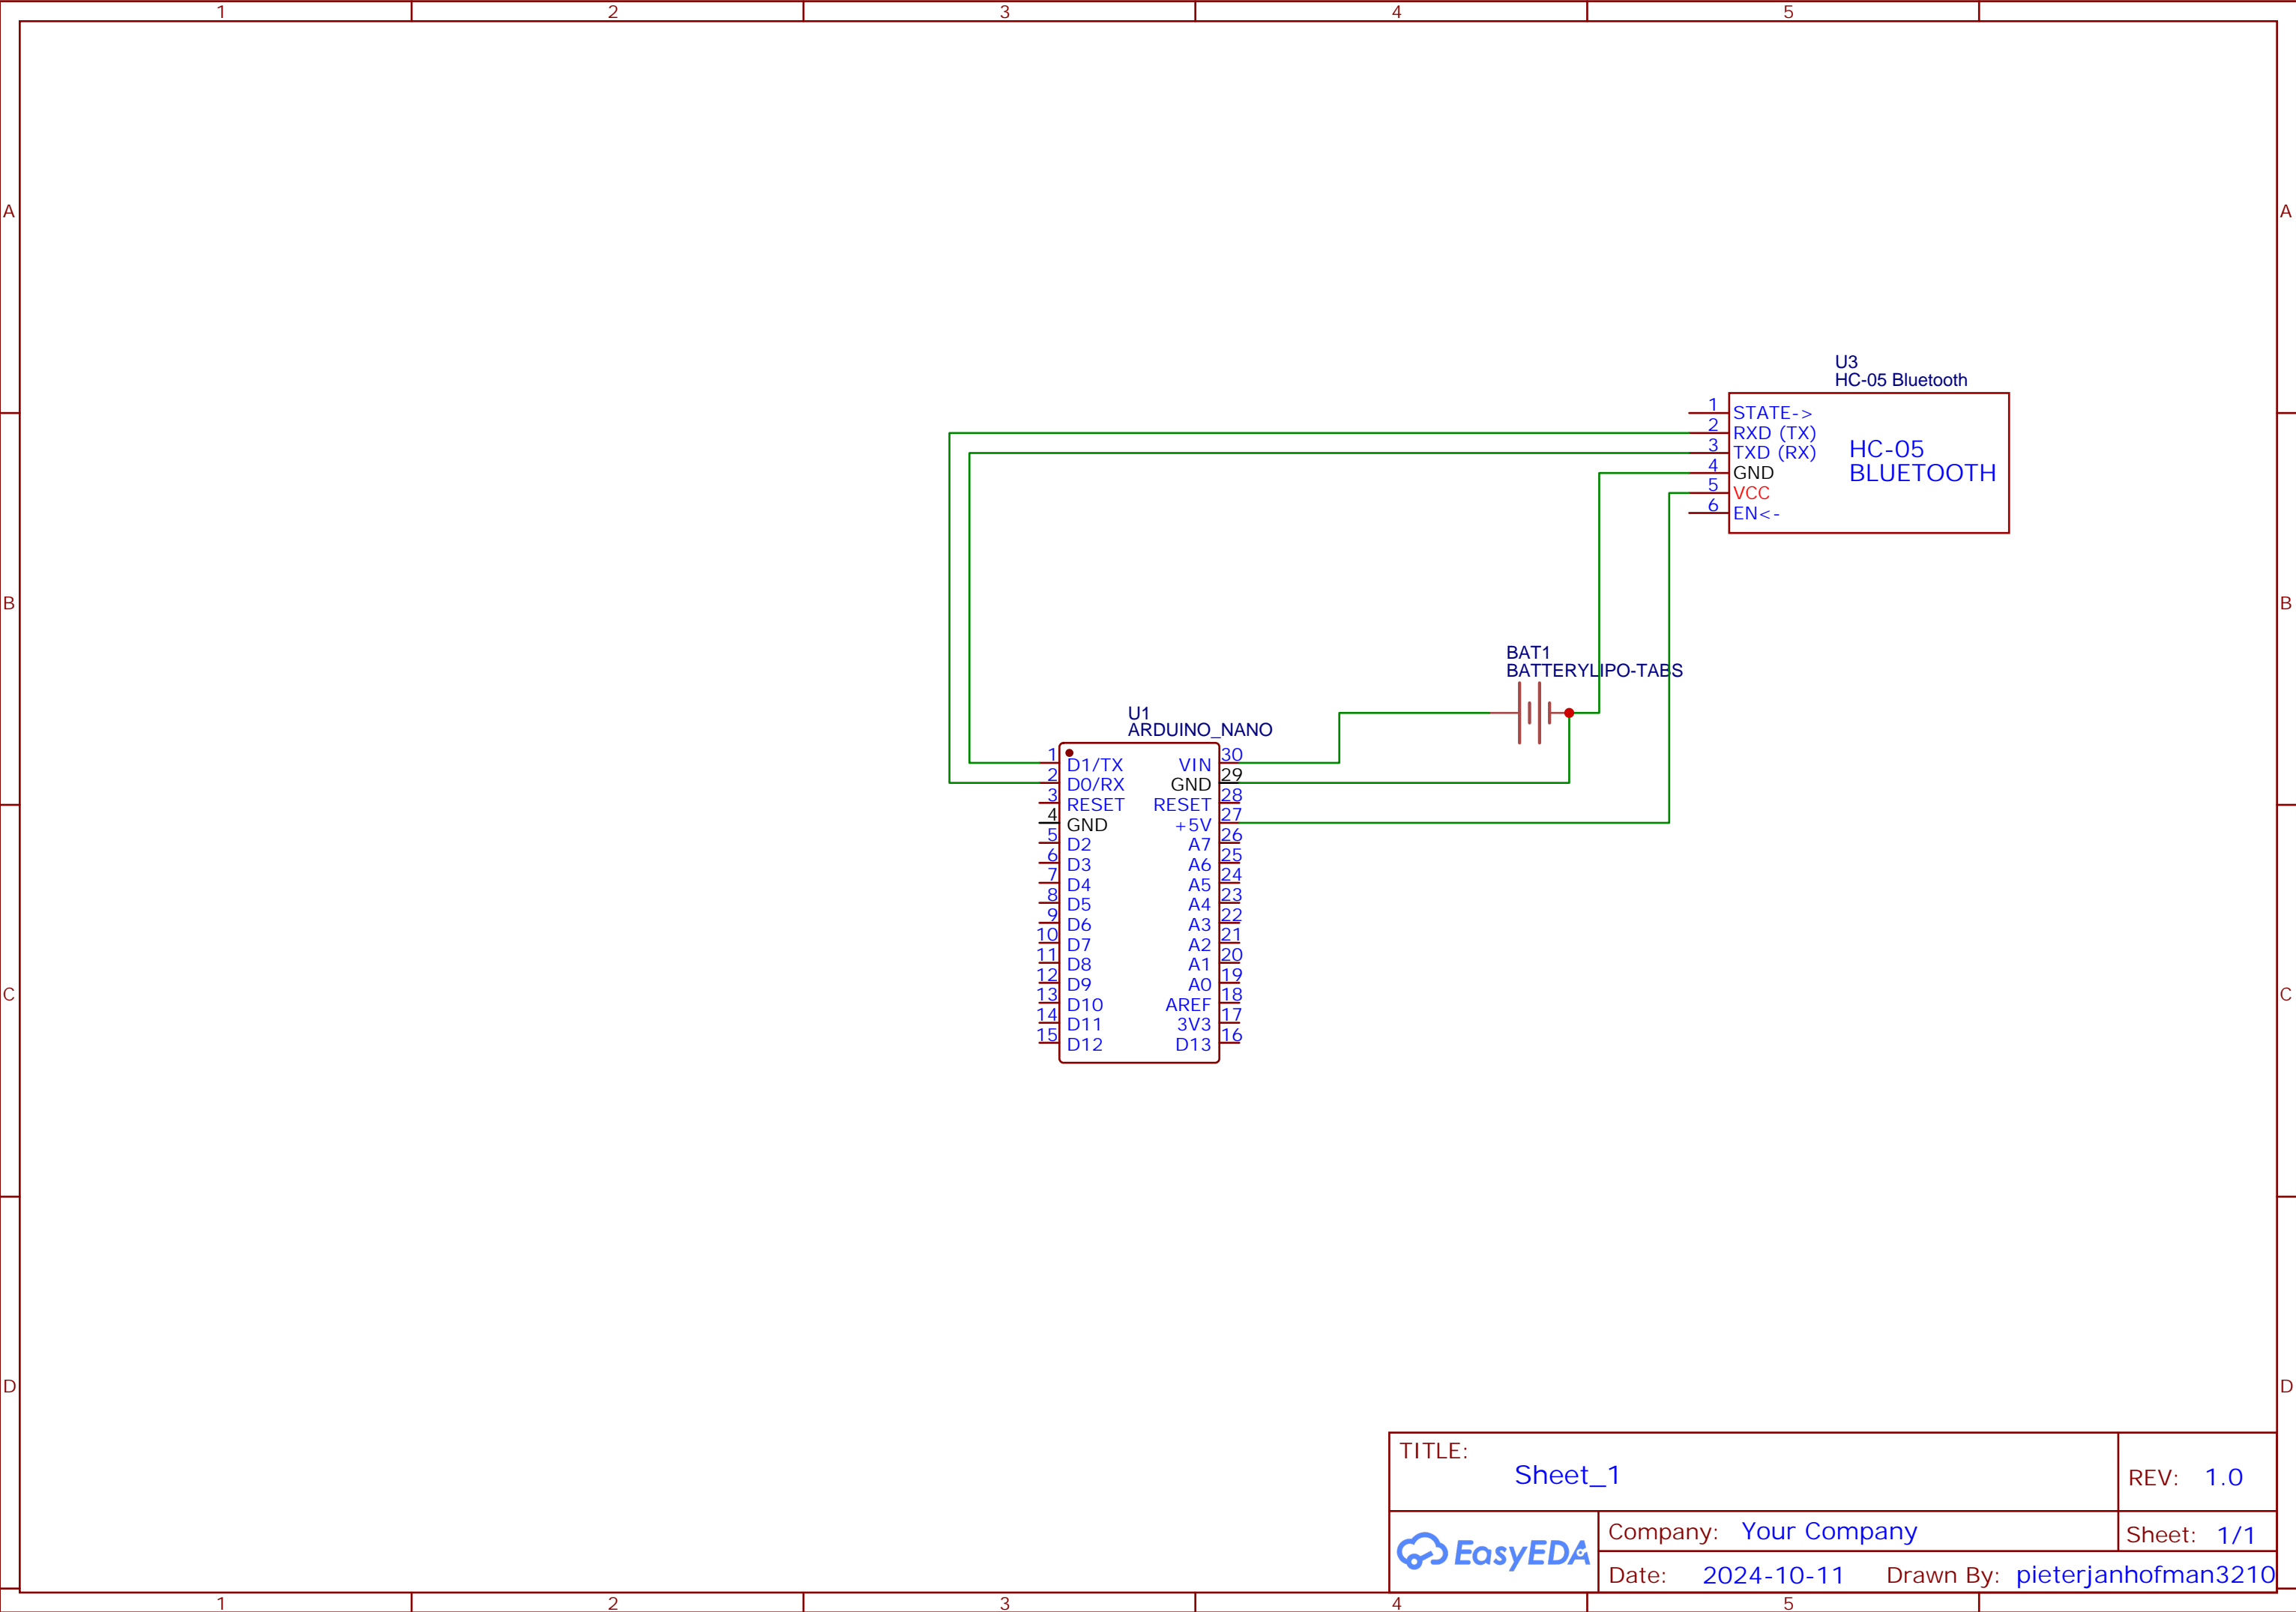 1 2 3 4 5
A A
U3
HC-05 Bluetooth
1 STATE->
2 RXD (TX)
3 TXD (RX)
4 GND
5 VCC
6 EN<-
HC-05
BLUETOOTH
B B
BAT1
BATTERYLIPO-TABS
U1
ARDUINO_NANO
1 D1/TX VIN 30
2 D0/RX GND 29
3 RESET RESET 28
4 GND +5V 27
5 D2 A7 26
6 D3 A6 25
7 D4 A5 24
8 D5 A4 23
9 D6 A3 22
10 D7 A2 21
11 D8 A1 20
12 D9 A0 19
13 D10 AREF 18
14 D11 3V3 17
15 D12 D13 16
C C
D D
TITLE:
Sheet_1
REV: 1.0
EasyEDA
Company: Your Company
Sheet: 1/1
Date: 2024-10-11 Drawn By: pieterjanhofman3210
1 2 3 4 5